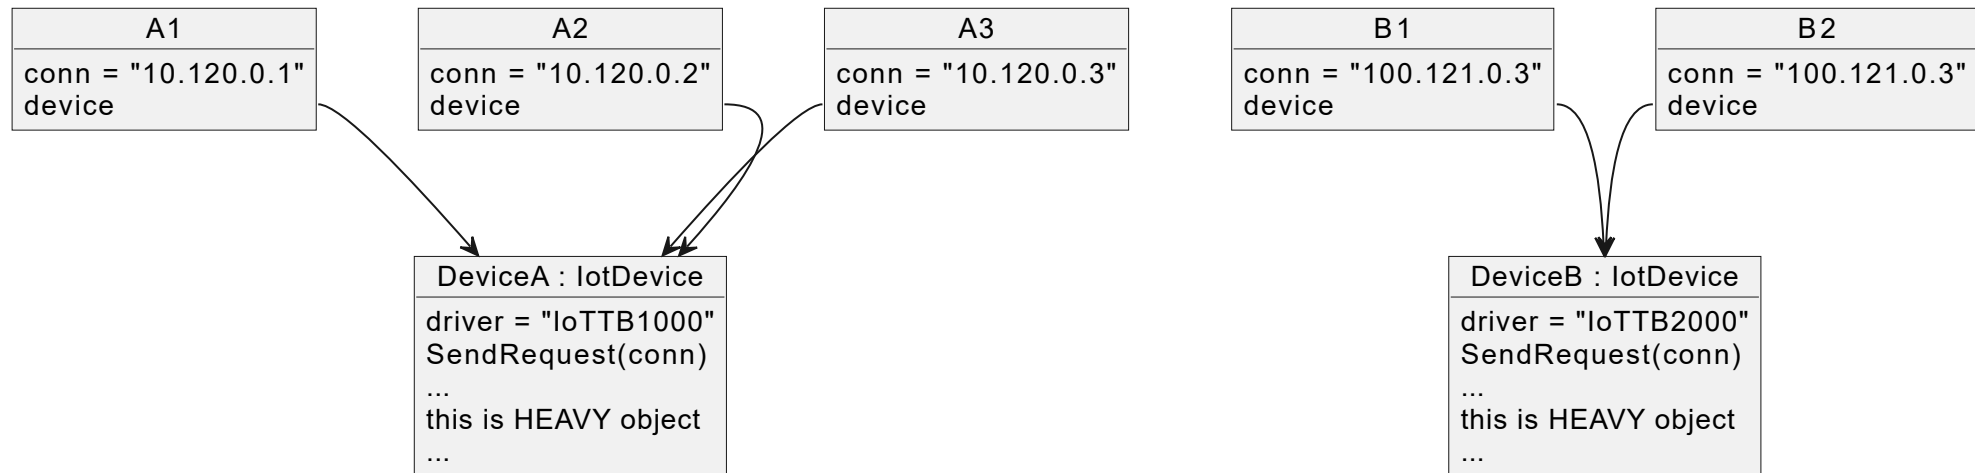 A1
conn = "10.120.0.1"
device
A2
conn = "10.120.0.2"
device
A3
conn = "10.120.0.3"
device
B1
conn = "100.121.0.3"
device
B2
conn = "100.121.0.3"
device
DeviceA : IotDevice
driver = "IoTTB1000"
SendRequest(conn)
...
this is HEAVY object
...
DeviceB : IotDevice
driver = "IoTTB2000"
SendRequest(conn)
...
this is HEAVY object
...